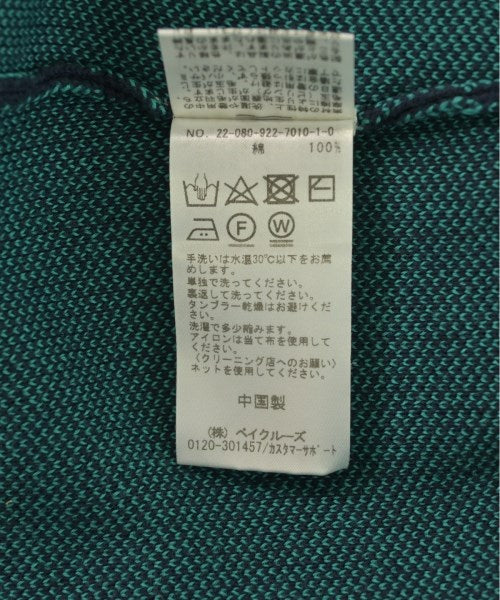 NO. 22-080-922-7010-1-0
綿 100%
F W
手洗いは水温30℃以下をお薦
めします。
単独で洗ってください。
裏返して洗ってください。
タンブラー乾燥はお避けくださ
い。
洗濯で多少縮みます。
アイロンは当て布を使用して
ください。
〈クリーニング店へのお願い〉
ネットを使用してください。
中国製
(株) ベイクルーズ
0120-301457/カスタマーサポート